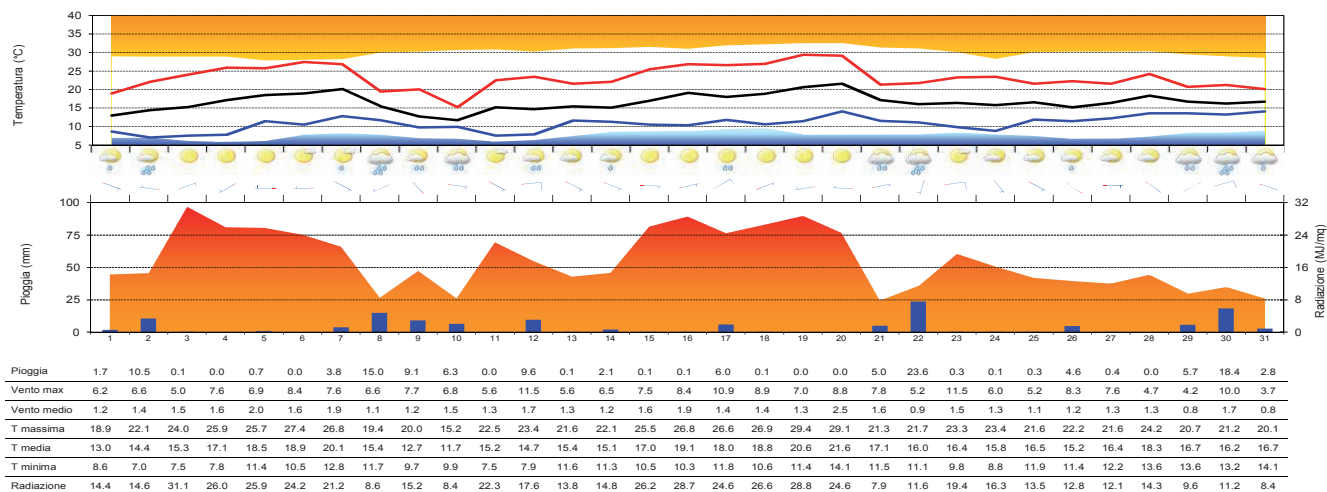 Temperatura (°C)
40
35
30
25
20
15
10
5
Pioggia (mm)
100
75
50
25
0
Radiazione (MJ/mq)
32
24
16
8
0
1 2 3 4 5 6 7 8 9 10 11 12 13 14 15 16 17 18 19 20 21 22 23 24 25 26 27 28 29 30 31
Pioggia 1.7 10.5 0.1 0.0 0.7 0.0 3.8 15.0 9.1 6.3 0.0 9.6 0.1 2.1 0.1 0.1 6.0 0.1 0.0 0.0 5.0 23.6 0.3 0.1 0.3 4.6 0.4 0.0 5.7 18.4 2.8
Vento max 6.2 6.6 5.0 7.6 6.9 8.4 7.6 6.6 7.7 6.8 5.6 11.5 5.6 6.5 7.5 8.4 10.9 8.9 7.0 8.8 7.8 5.2 11.5 6.0 5.2 8.3 7.6 4.7 4.2 10.0 3.7
Vento medio 1.2 1.4 1.5 1.6 2.0 1.6 1.9 1.1 1.2 1.5 1.3 1.7 1.3 1.2 1.6 1.9 1.4 1.4 1.3 2.5 1.6 0.9 1.5 1.3 1.1 1.2 1.3 1.3 0.8 1.7 0.8
T massima 18.9 22.1 24.0 25.9 25.7 27.4 26.8 19.4 20.0 15.2 22.5 23.4 21.6 22.1 25.5 26.8 26.6 26.9 29.4 29.1 21.3 21.7 23.3 23.4 21.6 22.2 21.6 24.2 20.7 21.2 20.1
T media 13.0 14.4 15.3 17.1 18.5 18.9 20.1 15.4 12.7 11.7 15.2 14.7 15.4 15.1 17.0 19.1 18.0 18.8 20.6 21.6 17.1 16.0 16.4 15.8 16.5 15.2 16.4 18.3 16.7 16.2 16.7
T minima 8.6 7.0 7.5 7.8 11.4 10.5 12.8 11.7 9.7 9.9 7.5 7.9 11.6 11.3 10.5 10.3 11.8 10.6 11.4 14.1 11.5 11.1 9.8 8.8 11.9 11.4 12.2 13.6 13.6 13.2 14.1
Radiazione 14.4 14.6 31.1 26.0 25.9 24.2 21.2 8.6 15.2 8.4 22.3 17.6 13.8 14.8 26.2 28.7 24.6 26.6 28.8 24.6 7.9 11.6 19.4 16.3 13.5 12.8 12.1 14.3 9.6 11.2 8.4